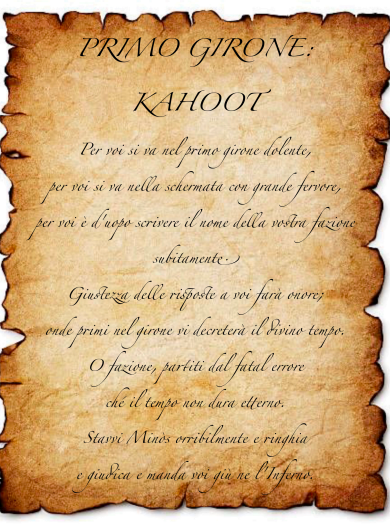 PRIMO GIRONE:
KAHOOT
Per voi si va nel primo girone dolente,
per voi si va nella schermata con grande fervore,
per voi è d'uopo scrivere il nome della vostra fazione
subitamente.
Giustezza delle risposte a voi farà onore;
onde primi nel girone vi decreterà il divino tempo.
O fazione, partiti dal fatal errore
che il tempo non dura etterno.
Stavvi Minòs orribilmente e ringhia
e giudica e manda voi giù ne l'Inferno.